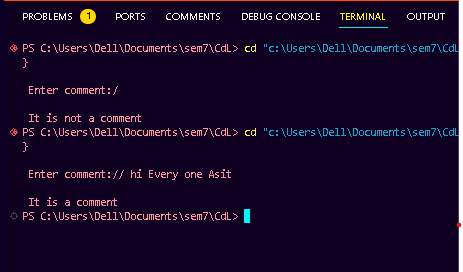 PROBLEMS 1 PORTS COMMENTS DEBUG CONSOLE TERMINAL OUTPUT
PS C:\Users\Dell\Documents\sem7\CdL> cd "c:\Users\Dell\Documents\sem7\CdL
}
Enter comment:/
It is not a comment
PS C:\Users\Dell\Documents\sem7\CdL> cd "c:\Users\Dell\Documents\sem7\CdL
}
Enter comment:// hi Every one Asit
It is a comment
PS C:\Users\Dell\Documents\sem7\CdL>